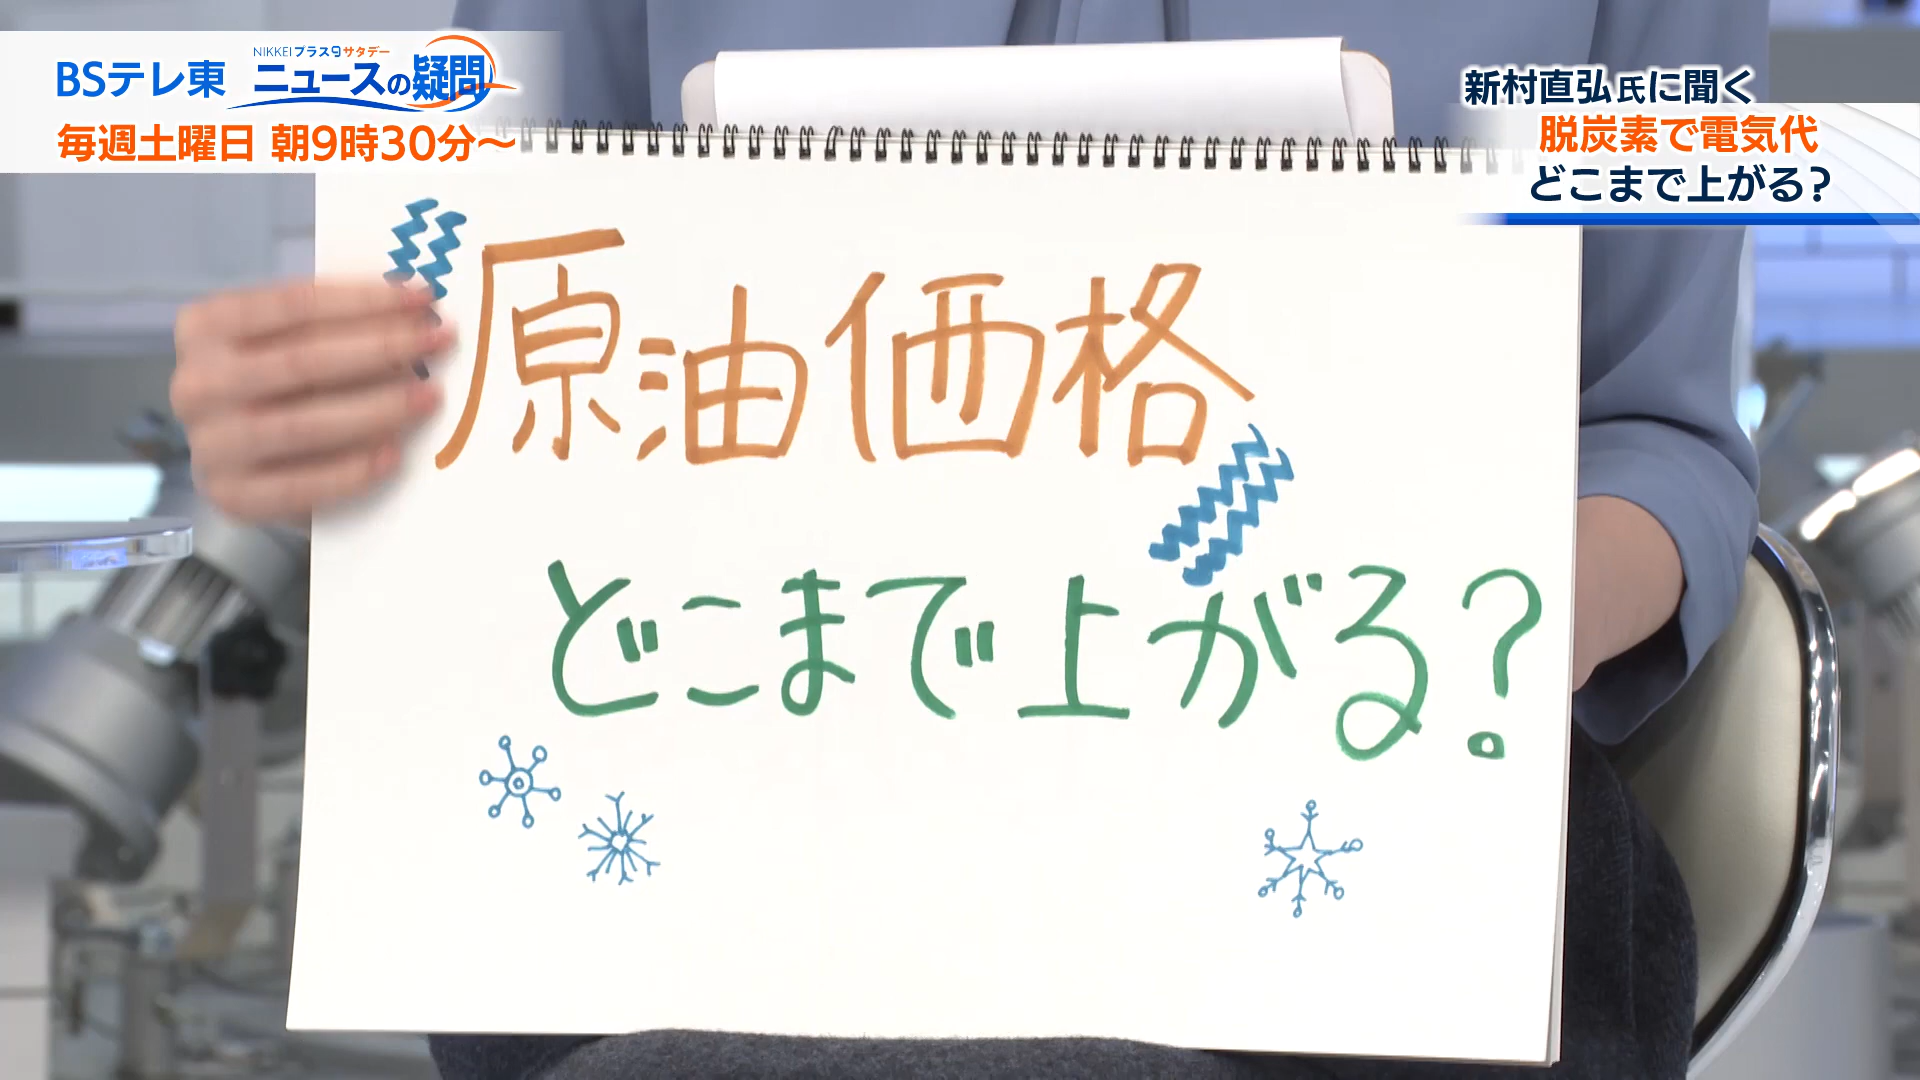 BSテレ東
NIKKEIプラス9サタデー
ニュースの疑問
毎週土曜日 朝9時30分～
新村直弘氏に聞く
脱炭素で電気代
どこまで上がる?
原油価格
どこまで上がる?